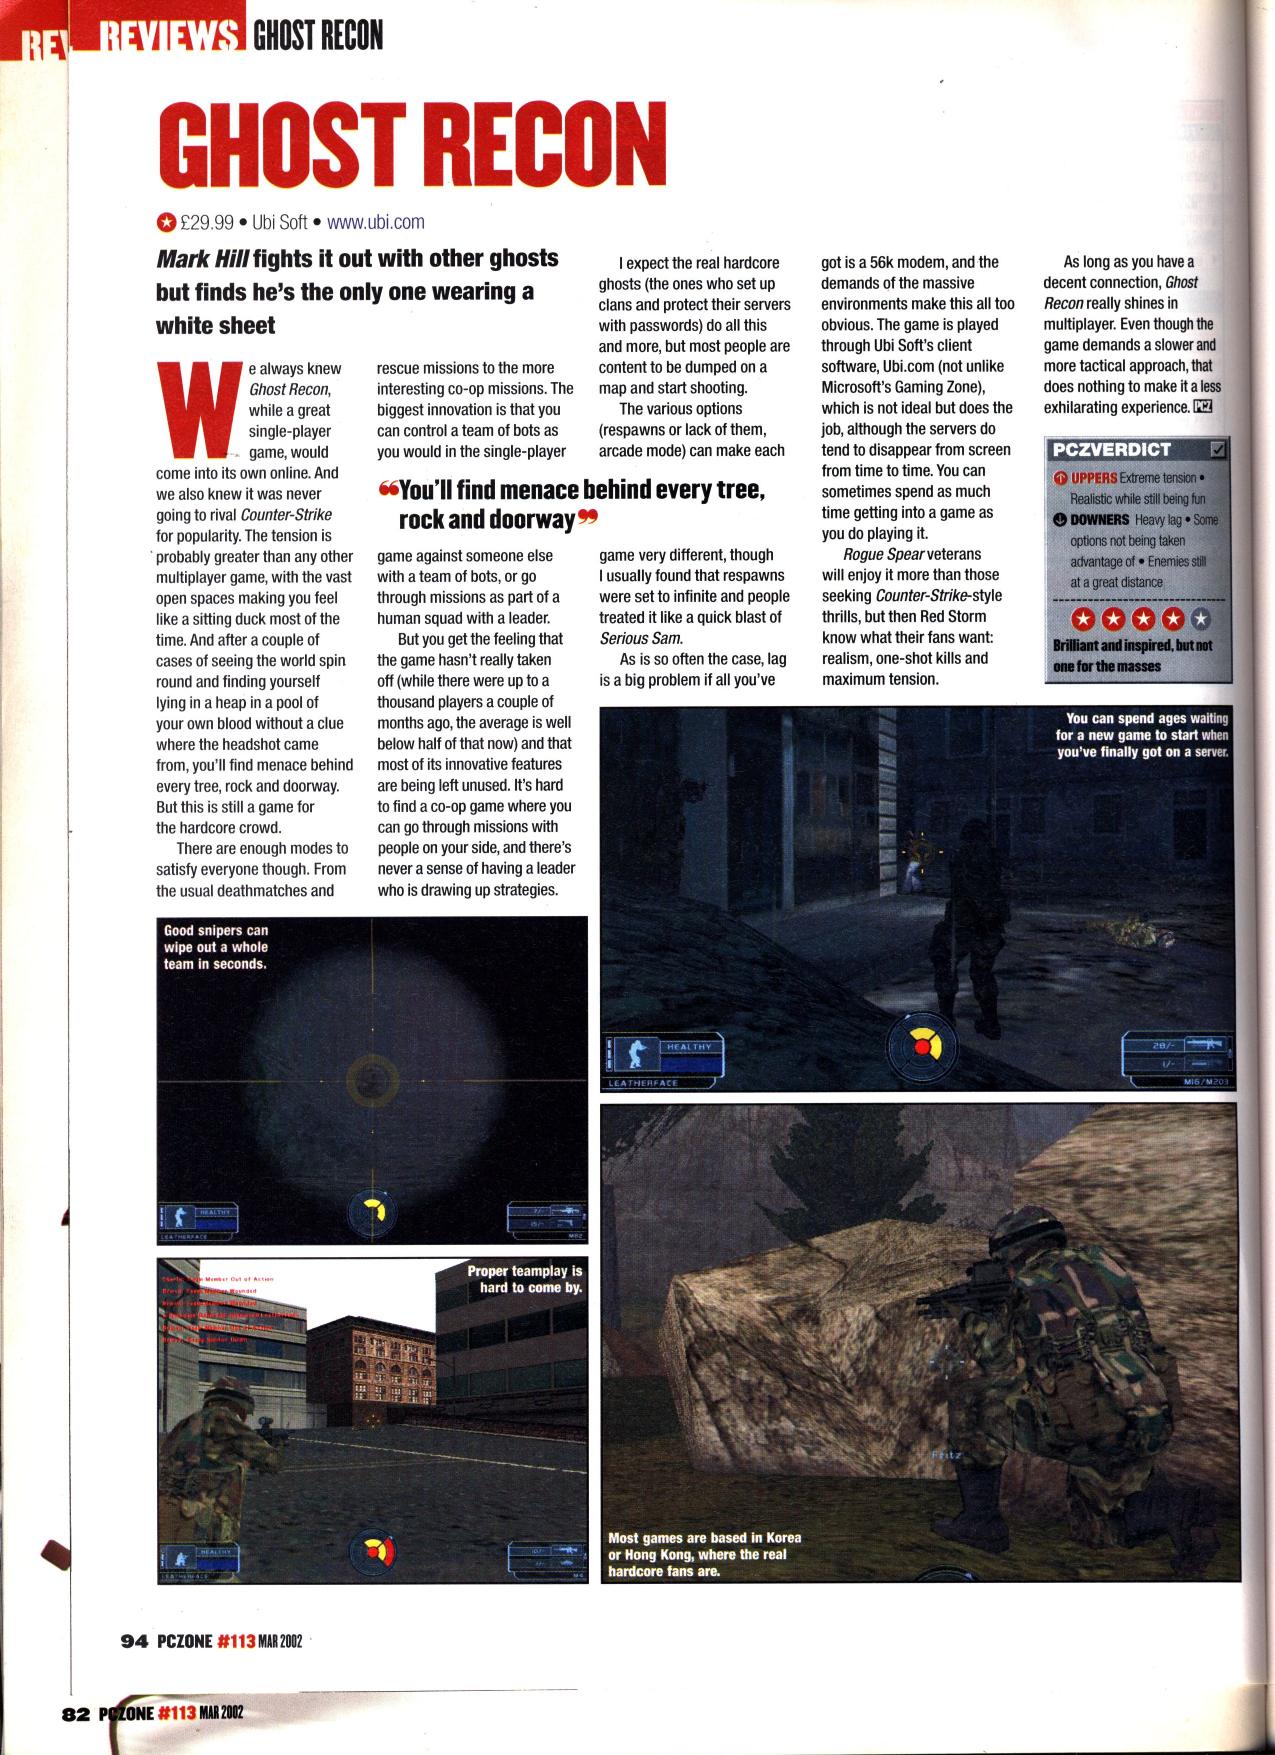 REV
REVIEWS GHOST RECON
GHOST RECON
£29.99 • Ubi Soft • www.ubi.com
Mark Hill fights it out with other ghosts
but finds he's the only one wearing a
white sheet
We always knew
Ghost Recon,
while a great
single-player
game, would
come into its own online. And
we also knew it was never
going to rival Counter-Strike
for popularity. The tension is
probably greater than any other
multiplayer game, with the vast
open spaces making you feel
like a sitting duck most of the
time. And after a couple of
cases of seeing the world spin
round and finding yourself
lying in a heap in a pool of
your own blood without a clue
where the headshot came
from, you'll find menace behind
every tree, rock and doorway.
But this is still a game for
the hardcore crowd.
There are enough modes to
satisfy everyone though. From
the usual deathmatches and
rescue missions to the more
interesting co-op missions. The
biggest innovation is that you
can control a team of bots as
you would in the single-player
“You'll find menace behind every tree,
rock and doorway”
game against someone else
with a team of bots, or go
through missions as part of a
human squad with a leader.
But you get the feeling that
the game hasn't really taken
off (while there were up to a
thousand players a couple of
months ago, the average is well
below half of that now) and that
most of its innovative features
are being left unused. It's hard
to find a co-op game where you
can go through missions with
people on your side, and there's
never a sense of having a leader
who is drawing up strategies.
I expect the real hardcore
ghosts (the ones who set up
clans and protect their servers
with passwords) do all this
and more, but most people are
content to be dumped on a
map and start shooting.
The various options
(respawns or lack of them,
arcade mode) can make each
game very different, though
I usually found that respawns
were set to infinite and people
treated it like a quick blast of
Serious Sam.
As is so often the case, lag
is a big problem if all you've
got is a 56k modem, and the
demands of the massive
environments make this all too
obvious. The game is played
through Ubi Soft's client
software, Ubi.com (not unlike
Microsoft's Gaming Zone),
which is not ideal but does the
job, although the servers do
tend to disappear from screen
from time to time. You can
sometimes spend as much
time getting into a game as
you do playing it.
Rogue Spear veterans
will enjoy it more than those
seeking Counter-Strike-style
thrills, but then Red Storm
know what their fans want:
realism, one-shot kills and
maximum tension.
As long as you have a
decent connection, Ghost
Recon really shines in
multiplayer. Even though the
game demands a slower and
more tactical approach, that
does nothing to make it a less
exhilarating experience. PCZ
PCZVERDICT
UPPERS Extreme tension •
Realistic while still being fun
DOWNERS Heavy lag • Some
options not being taken
advantage of • Enemies still
at a great distance
Brilliant and inspired, but not
one for the masses
You can spend ages waiting
for a new game to start when
you've finally got on a server.
HEALTHY
LEATHERFACE
28/-
1/-
M16/M203
Good snipers can
wipe out a whole
team in seconds.
HEALTHY
LEATHERFACE
M82
Proper teamplay is
hard to come by.
HEALTHY
LEATHERFACE
M4
Fritz
Most games are based in Korea
or Hong Kong, where the real
hardcore fans are.
94 PCZONE #113 MAR 2002
82 PCZONE #113 MAR 2002